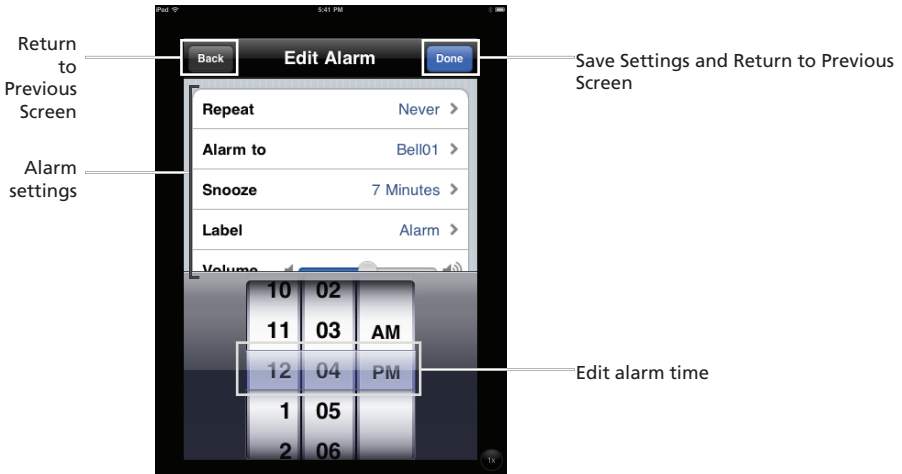 iPad 5:41 PM
Return
to
Previous
Screen
Back Edit Alarm Done
Save Settings and Return to Previous
Screen
Repeat Never
Alarm to Bell01
Alarm
settings
Snooze 7 Minutes
Label Alarm
Volume
10 02
11 03 AM
12 04 PM
Edit alarm time
1 05
2 06
1x